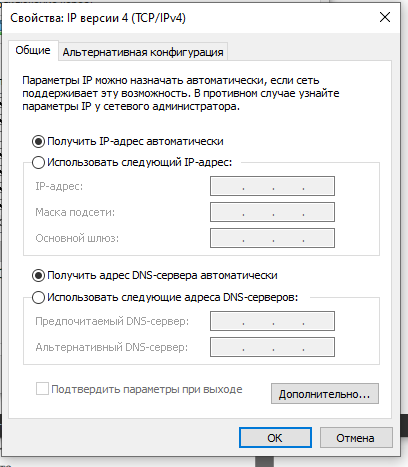 Свойства: IP версии 4 (TCP/IPv4)
Общие
Альтернативная конфигурация
Параметры IP можно назначать автоматически, если сеть
поддерживает эту возможность. В противном случае узнайте
параметры IP у сетевого администратора.
Получить IP-адрес автоматически
Использовать следующий IP-адрес:
IP-адрес:
Маска подсети:
Основной шлюз:
Получить адрес DNS-сервера автоматически
Использовать следующие адреса DNS-серверов:
Предпочитаемый DNS-сервер:
Альтернативный DNS-сервер:
Подтвердить параметры при выходе
Дополнительно...
ОК
Отмена